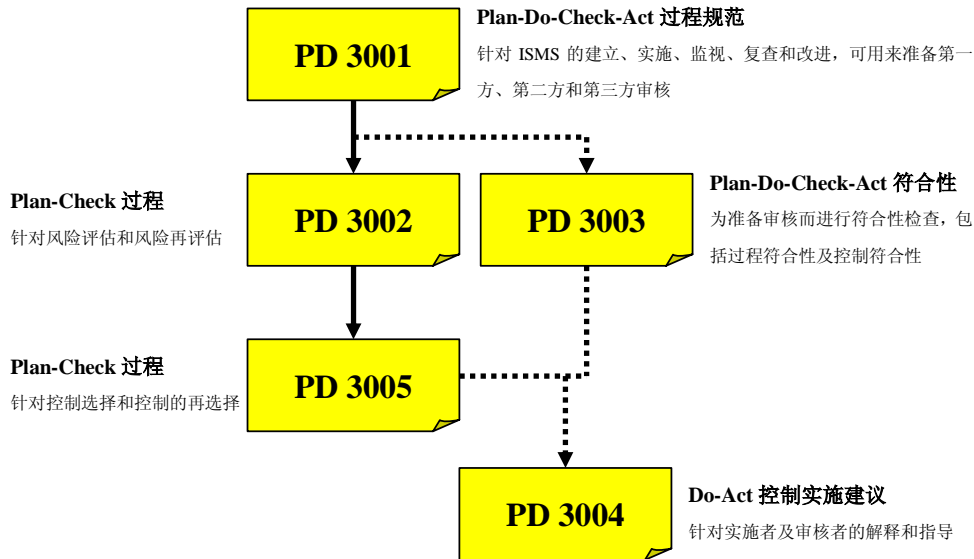 Plan-Do-Check-Act 过程规范
PD 3001
针对 ISMS 的建立、实施、监视、复查和改进，可用来准备第一
方、第二方和第三方审核
Plan-Check 过程
针对风险评估和风险再评估
PD 3002
PD 3003
Plan-Do-Check-Act 符合性
为准备审核而进行符合性检查，包
括过程符合性及控制符合性
Plan-Check 过程
针对控制选择和控制的再选择
PD 3005
PD 3004
Do-Act 控制实施建议
针对实施者及审核者的解释和指导